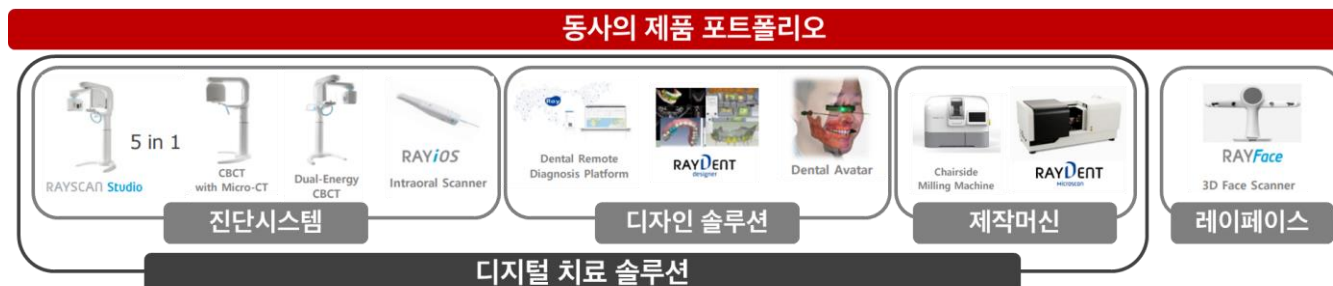 동사의 제품 포트폴리오
5 in 1
RAYSCAN Studio
CBCT
with Micro-CT
Dual-Energy
CBCT
RAYiOS
Intraoral Scanner
진단시스템
Ray
Dental Remote
Diagnosis Platform
RAYDENT
designer
Dental Avatar
디자인 솔루션
Chairside
Milling Machine
RAYDENT
Microscan
제작머신
RAYFace
3D Face Scanner
레이페이스
디지털 치료 솔루션